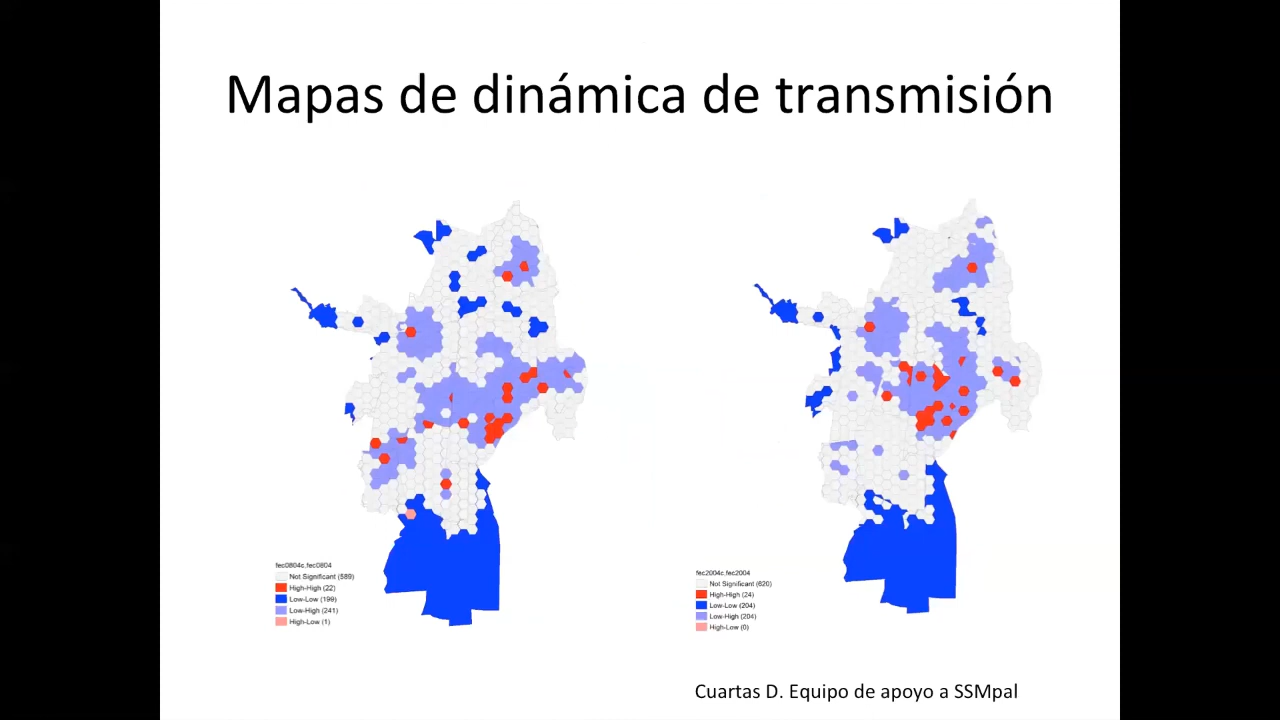 Mapas de dinámica de transmisión
fec0804c,fec0804
Not Significant (589)
High-High (22)
Low-Low (199)
Low-High (241)
High-Low (1)
fec2004c,fec2004
Not Significant (620)
High-High (24)
Low-Low (204)
Low-High (204)
High-Low (0)
Cuartas D. Equipo de apoyo a SSMpal